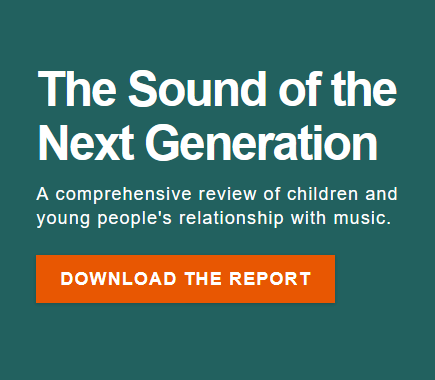 The Sound of the
Next Generation
A comprehensive review of children and
young people's relationship with music.
DOWNLOAD THE REPORT